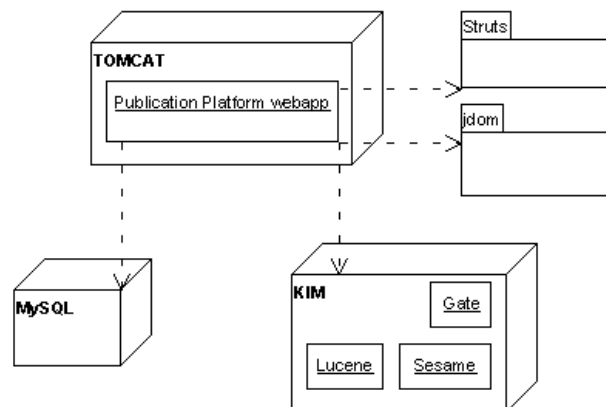 Struts
TOMCAT
Publication Platform webapp
jdom
MySQL
KIM
Gate
Lucene
Sesame